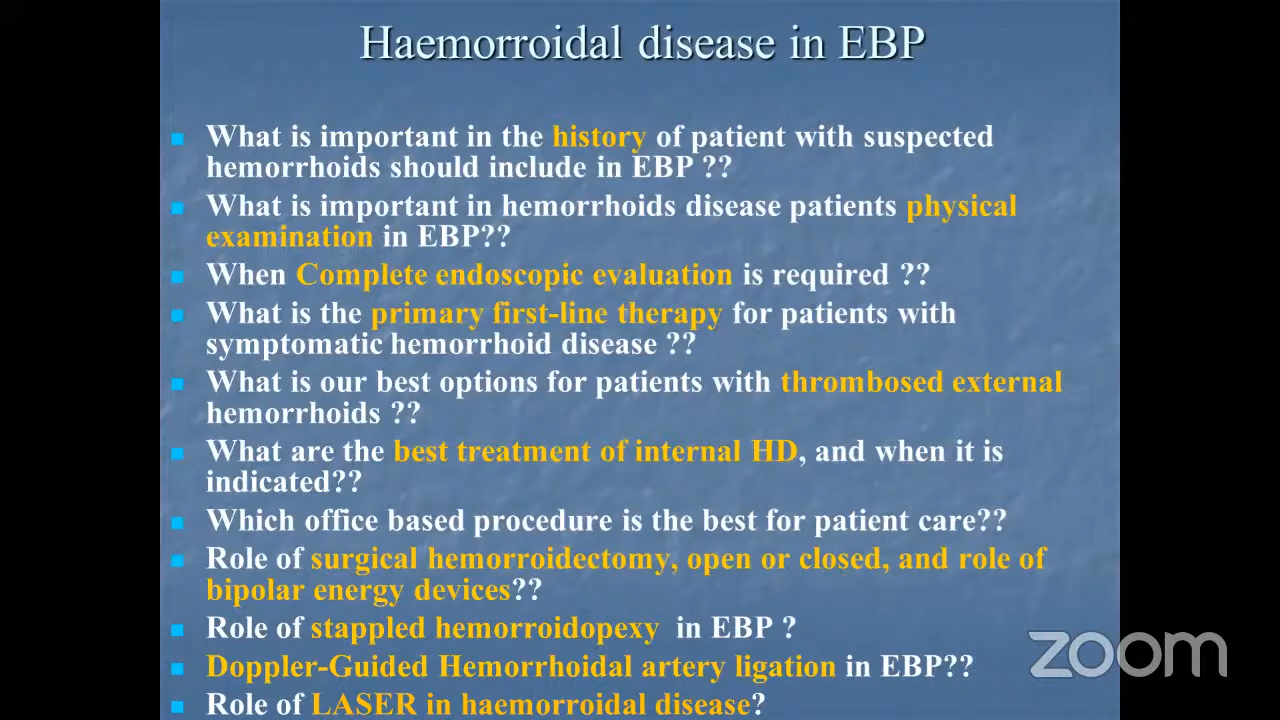 Haemorroidal disease in EBP
What is important in the history of patient with suspected
hemorrhoids should include in EBP ??
What is important in hemorrhoids disease patients physical
examination in EBP??
When Complete endoscopic evaluation is required ??
What is the primary first-line therapy for patients with
symptomatic hemorrhoid disease ??
What is our best options for patients with thrombosed external
hemorrhoids ??
What are the best treatment of internal HD, and when it is
indicated??
Which office based procedure is the best for patient care??
Role of surgical hemorroidectomy, open or closed, and role of
bipolar energy devices??
Role of stappled hemorroidopexy in EBP ?
Doppler-Guided Hemorrhoidal artery ligation in EBP??
Role of LASER in haemorroidal disease?
zoom